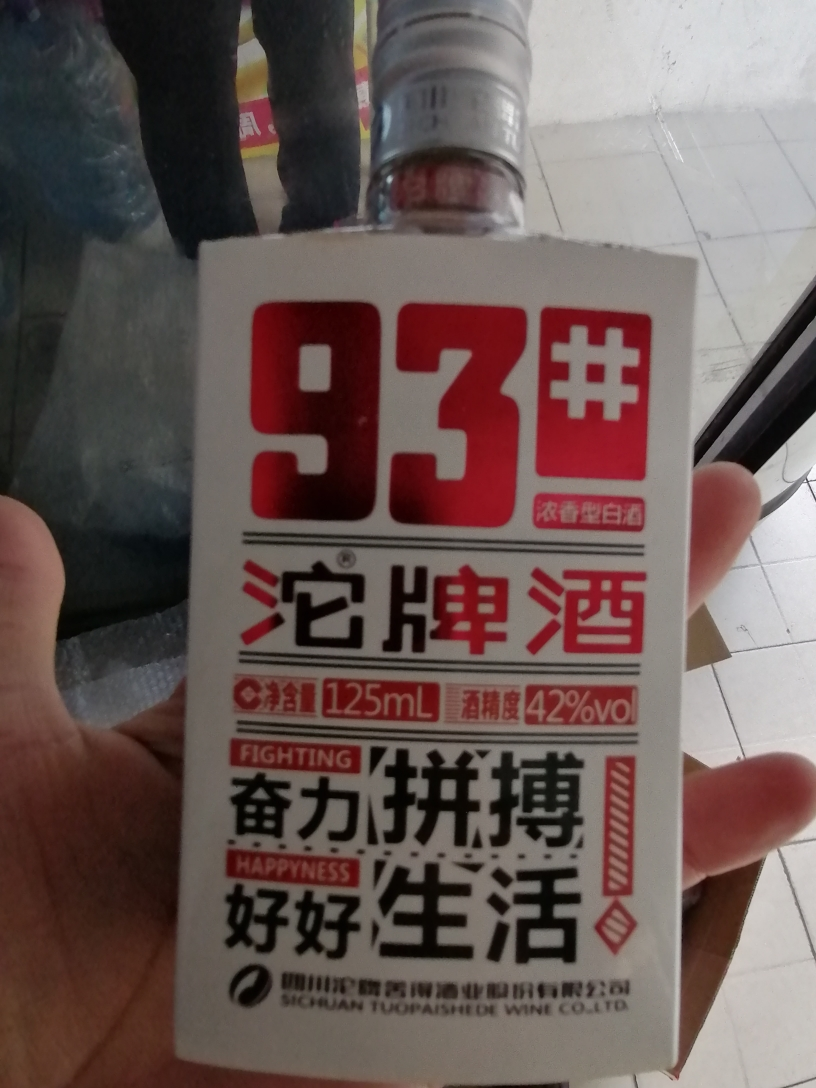 93#
浓香型白酒
沱牌®酒
净含量 125mL 酒精度 42%vol
FIGHTING
奋力拼搏
HAPPYNESS
好好生活
四川沱牌舍得酒业股份有限公司
SICHUAN TUOPAISHEDE WINE CO.,LTD.